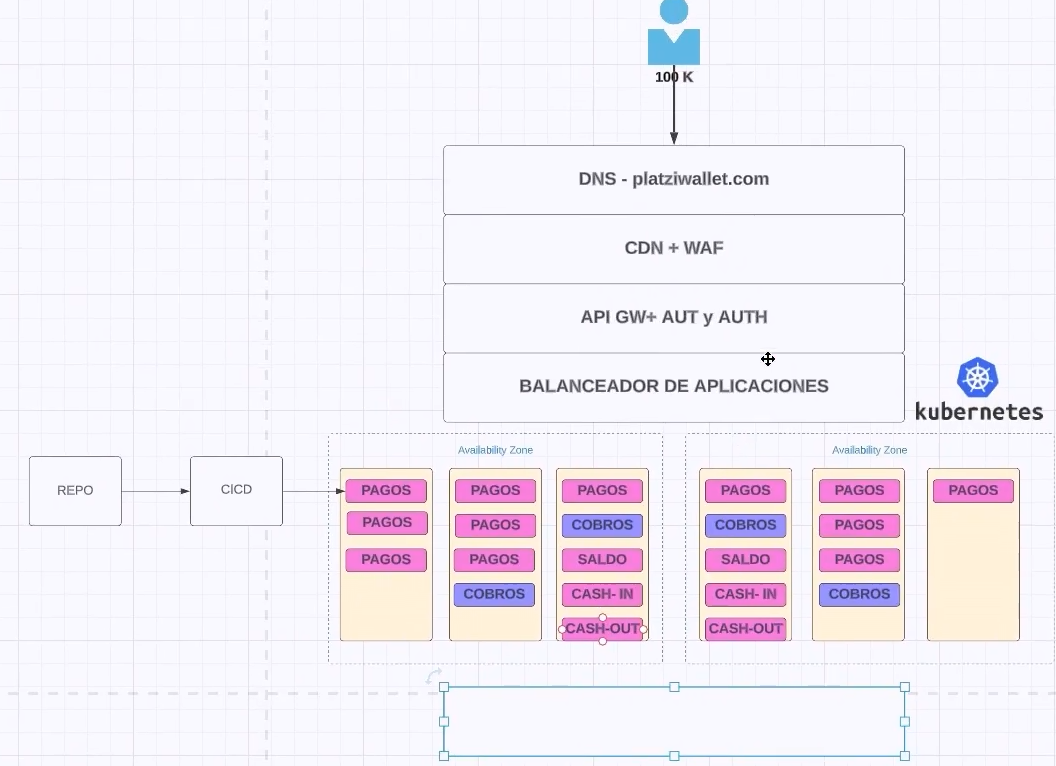 100 K
DNS - platziwallet.com
CDN + WAF
API GW+ AUT y AUTH
BALANCEADOR DE APLICACIONES
kubernetes
REPO
CICD
Availability Zone
PAGOS
PAGOS
PAGOS
PAGOS
PAGOS
PAGOS
COBROS
PAGOS
COBROS
SALDO
CASH- IN
CASH-OUT
Availability Zone
PAGOS
COBROS
SALDO
CASH- IN
CASH-OUT
PAGOS
PAGOS
PAGOS
COBROS
PAGOS